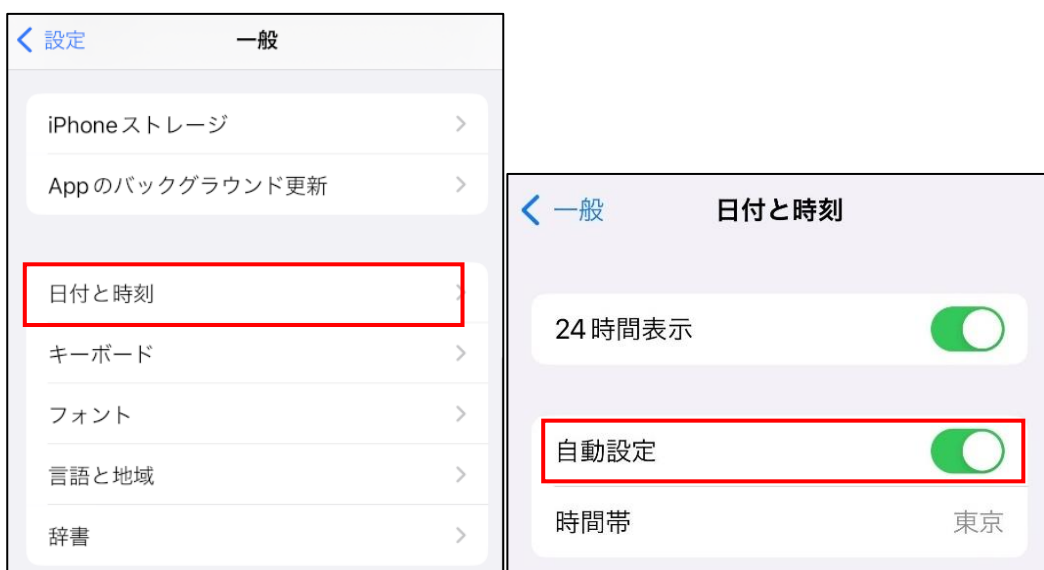 設定
一般
iPhoneストレージ
Appのバックグラウンド更新
日付と時刻
キーボード
フォント
言語と地域
辞書
一般
日付と時刻
24時間表示
自動設定
時間帯
東京